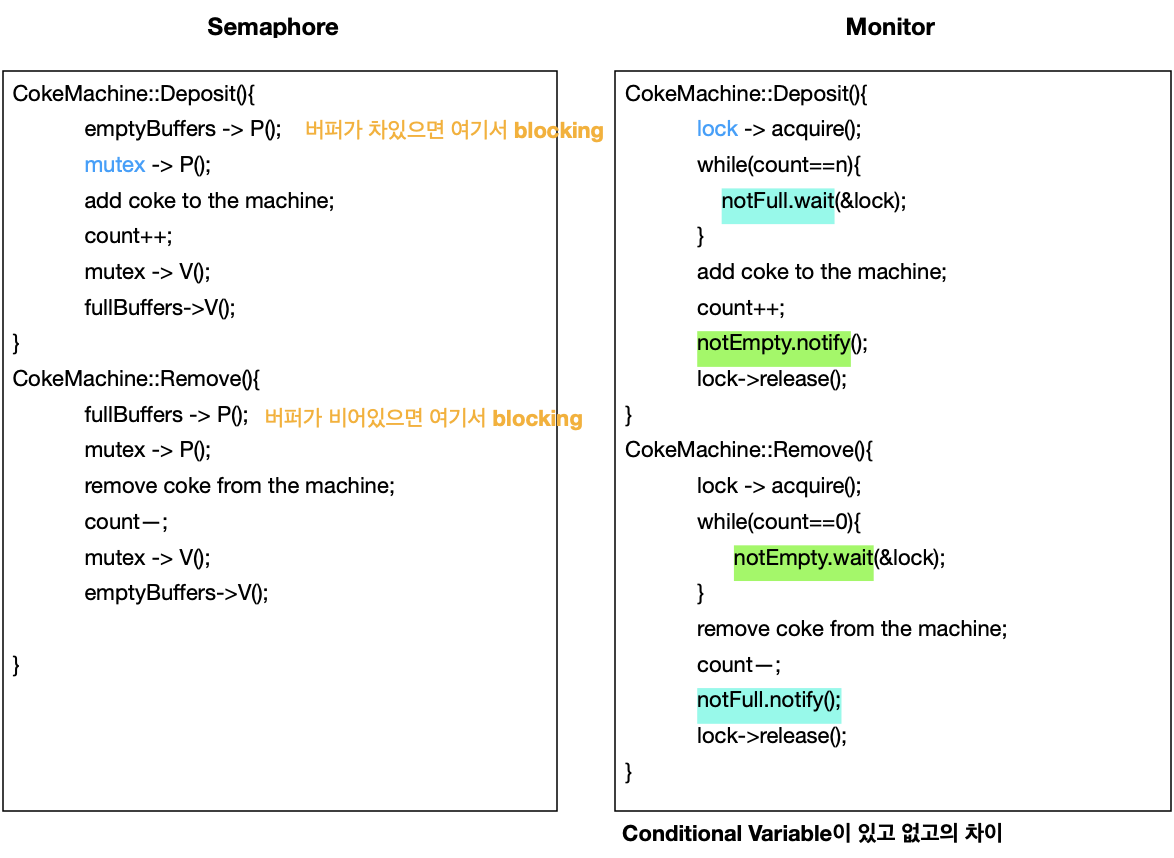 Semaphore
CokeMachine::Deposit(){
emptyBuffers -> P(); 버퍼가 차있으면 여기서 blocking
mutex -> P();
add coke to the machine;
count++;
mutex -> V();
fullBuffers->V();
}
CokeMachine::Remove(){
fullBuffers -> P(); 버퍼가 비어있으면 여기서 blocking
mutex -> P();
remove coke from the machine;
count—;
mutex -> V();
emptyBuffers->V();
}
Monitor
CokeMachine::Deposit(){
lock -> acquire();
while(count==n){
notFull.wait(&lock);
}
add coke to the machine;
count++;
notEmpty.notify();
lock->release();
}
CokeMachine::Remove(){
lock -> acquire();
while(count==0){
notEmpty.wait(&lock);
}
remove coke from the machine;
count—;
notFull.notify();
lock->release();
}
Conditional Variable이 있고 없고의 차이